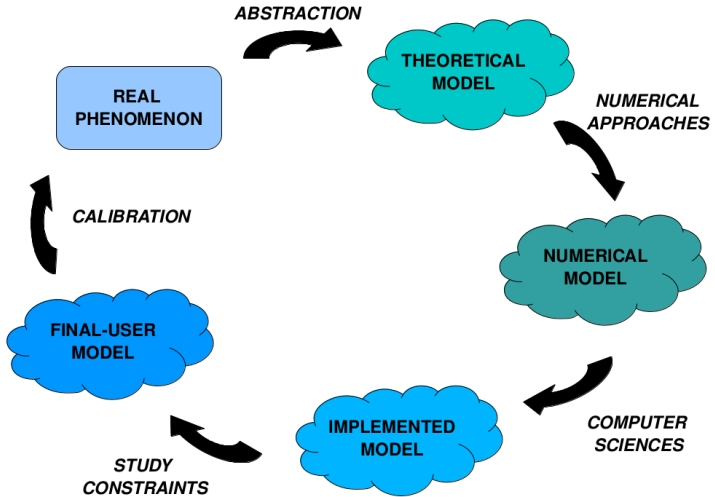 ABSTRACTION
THEORETICAL
MODEL
REAL
PHENOMENON
NUMERICAL
APPROACHES
CALIBRATION
NUMERICAL
MODEL
FINAL-USER
MODEL
IMPLEMENTED
MODEL
COMPUTER
SCIENCES
STUDY
CONSTRAINTS